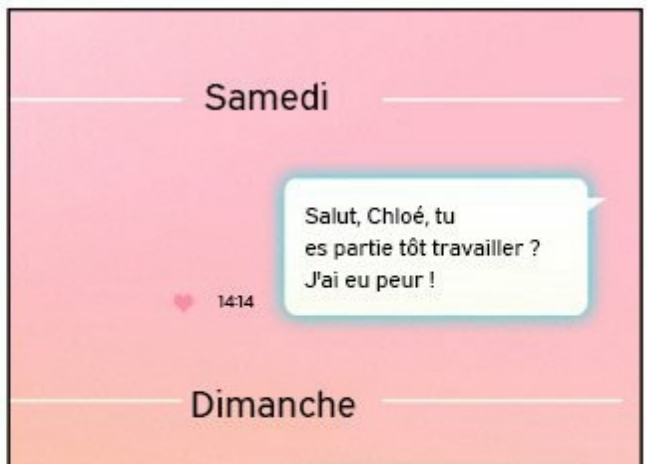 Samedi
Salut, Chloé, tu
es partie tôt travailler ?
J'ai eu peur !
14:14
Dimanche